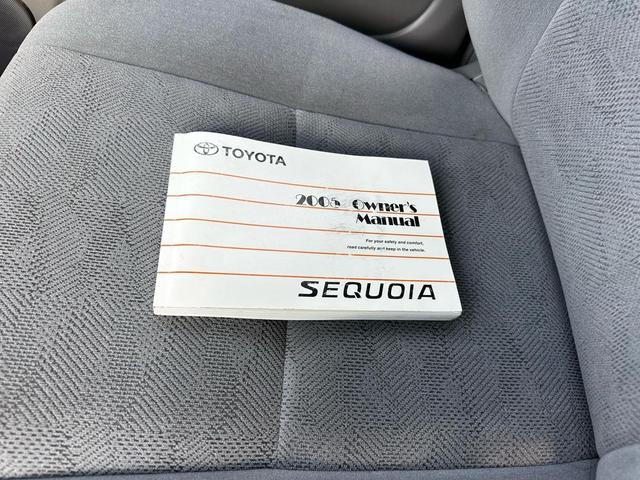 TOYOTA
2005 Owner's
Manual
For your safety and comfort,
read carefully and keep in the vehicle.
SEQUOIA